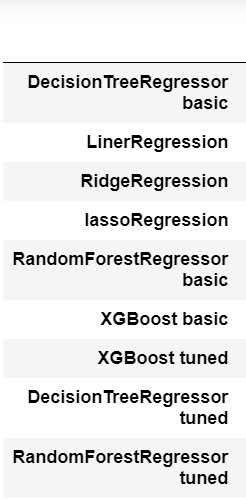 DecisionTreeRegressor
basic
LinerRegression
RidgeRegression
lassoRegression
RandomForestRegressor
basic
XGBoost basic
XGBoost tuned
DecisionTreeRegressor
tuned
RandomForestRegressor
tuned